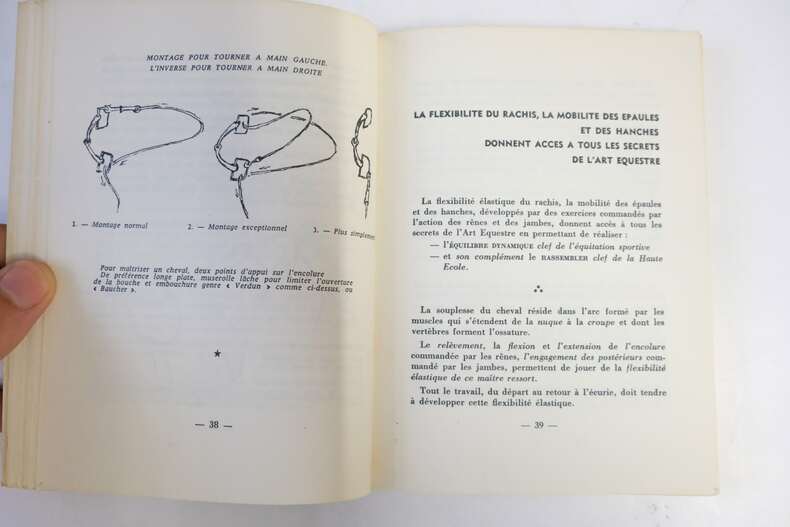 MONTAGE POUR TOURNER A MAIN GAUCHE.
L'INVERSE POUR TOURNER A MAIN DROITE
1. — Montage normal
2. — Montage exceptionnel
3. — Plus simplement
Pour maîtriser un cheval, deux points d'appui sur l'encolure
De préférence longe plate, muserolle lâche pour limiter l'ouverture
de la bouche et embouchure genre « Verdun » comme ci-dessus, ou
« Baucher ».
— 38 —
LA FLEXIBILITE DU RACHIS, LA MOBILITE DES EPAULES
ET DES HANCHES
DONNENT ACCES A TOUS LES SECRETS
DE L'ART EQUESTRE
La flexibilité élastique du rachis, la mobilité des épaules
et des hanches, développés par des exercices commandés par
l'action des rênes et des jambes, donnent accès à tous les
secrets de l'Art Equestre en permettant de réaliser :
— l'ÉQUILIBRE DYNAMIQUE clef de l'équitation sportive
— et son complément le RASSEMBLER clef de la Haute
Ecole.
La souplesse du cheval réside dans l'arc formé par les
muscles qui s'étendent de la nuque à la croupe et dont les
vertèbres forment l'ossature.
Le relèvement, la flexion et l'extension de l'encolure
commandée par les rênes, l'engagement des postérieurs com-
mandé par les jambes, permettent de jouer de la flexibilité
élastique de ce maître ressort.
Tout le travail, du départ au retour à l'écurie, doit tendre
à développer cette flexibilité élastique.
— 39 —